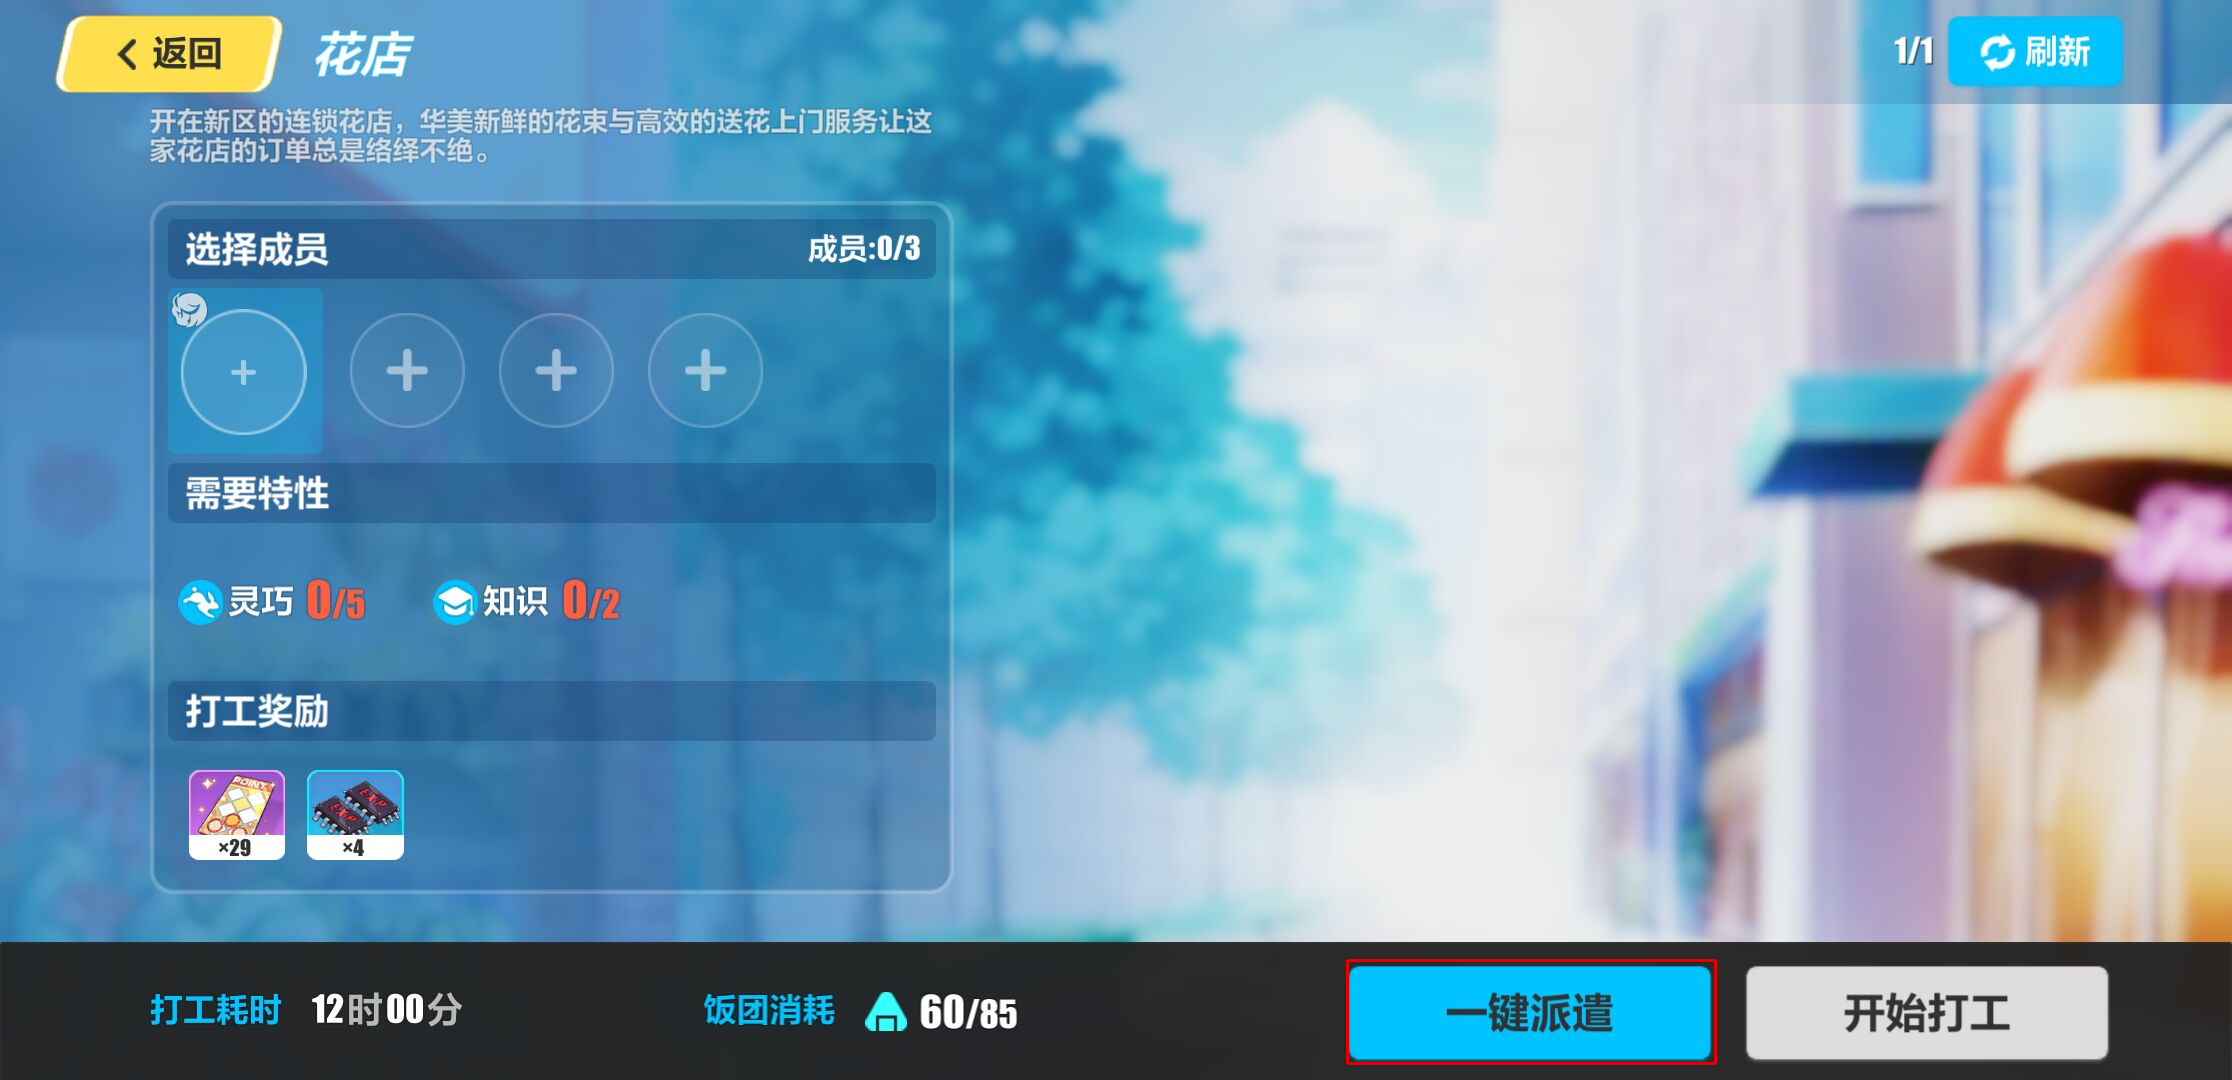 返回
花店
1/1
刷新
开在新区的连锁花店，华美新鲜的花束与高效的送花上门服务让这
家花店的订单总是络绎不绝。
选择成员
成员:0/3
需要特性
灵巧 0/5
知识 0/2
打工奖励
POINT
EXP
EXP
×29
×4
打工耗时 12时00分
饭团消耗 60/85
一键派遣
开始打工